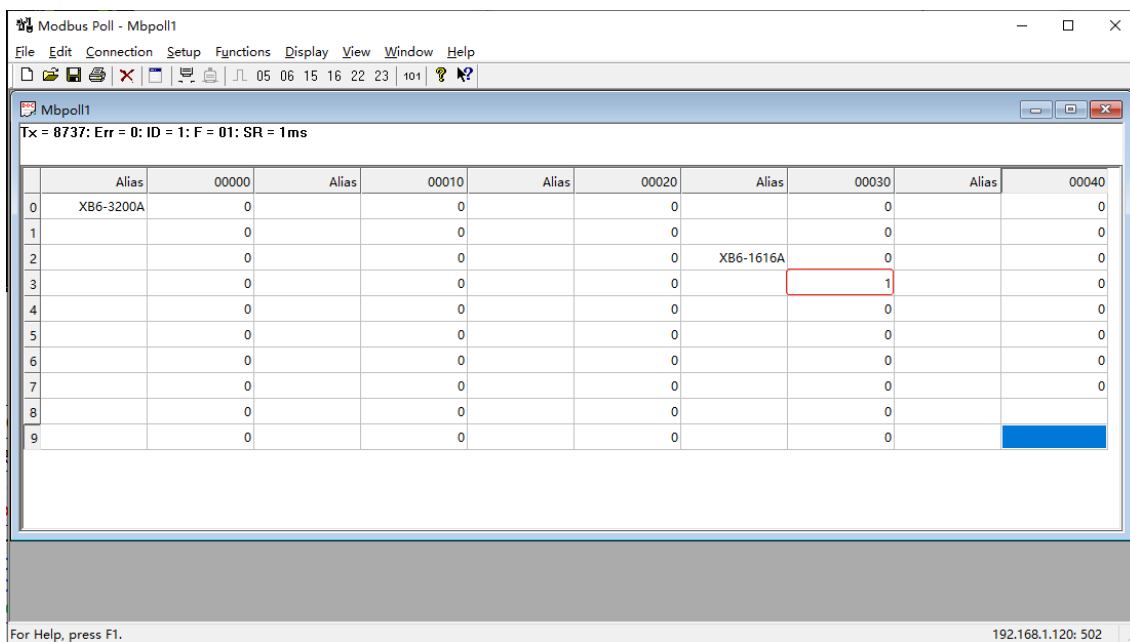 Modbus Poll - Mbpoll1
File Edit Connection Setup Functions Display View Window Help
05 06 15 16 22 23 101
Mbpoll1
Tx = 8737: Err = 0: ID = 1: F = 01: SR = 1ms
Alias 00000 Alias 00010 Alias 00020 Alias 00030 Alias 00040
0 XB6-3200A 0 0 0 0 0
1 0 0 0 0 0
2 0 0 0 XB6-1616A 0 0
3 0 0 0 1 0
4 0 0 0 0 0
5 0 0 0 0 0
6 0 0 0 0 0
7 0 0 0 0 0
8 0 0 0 0
9 0 0 0 0
For Help, press F1. 192.168.1.120: 502